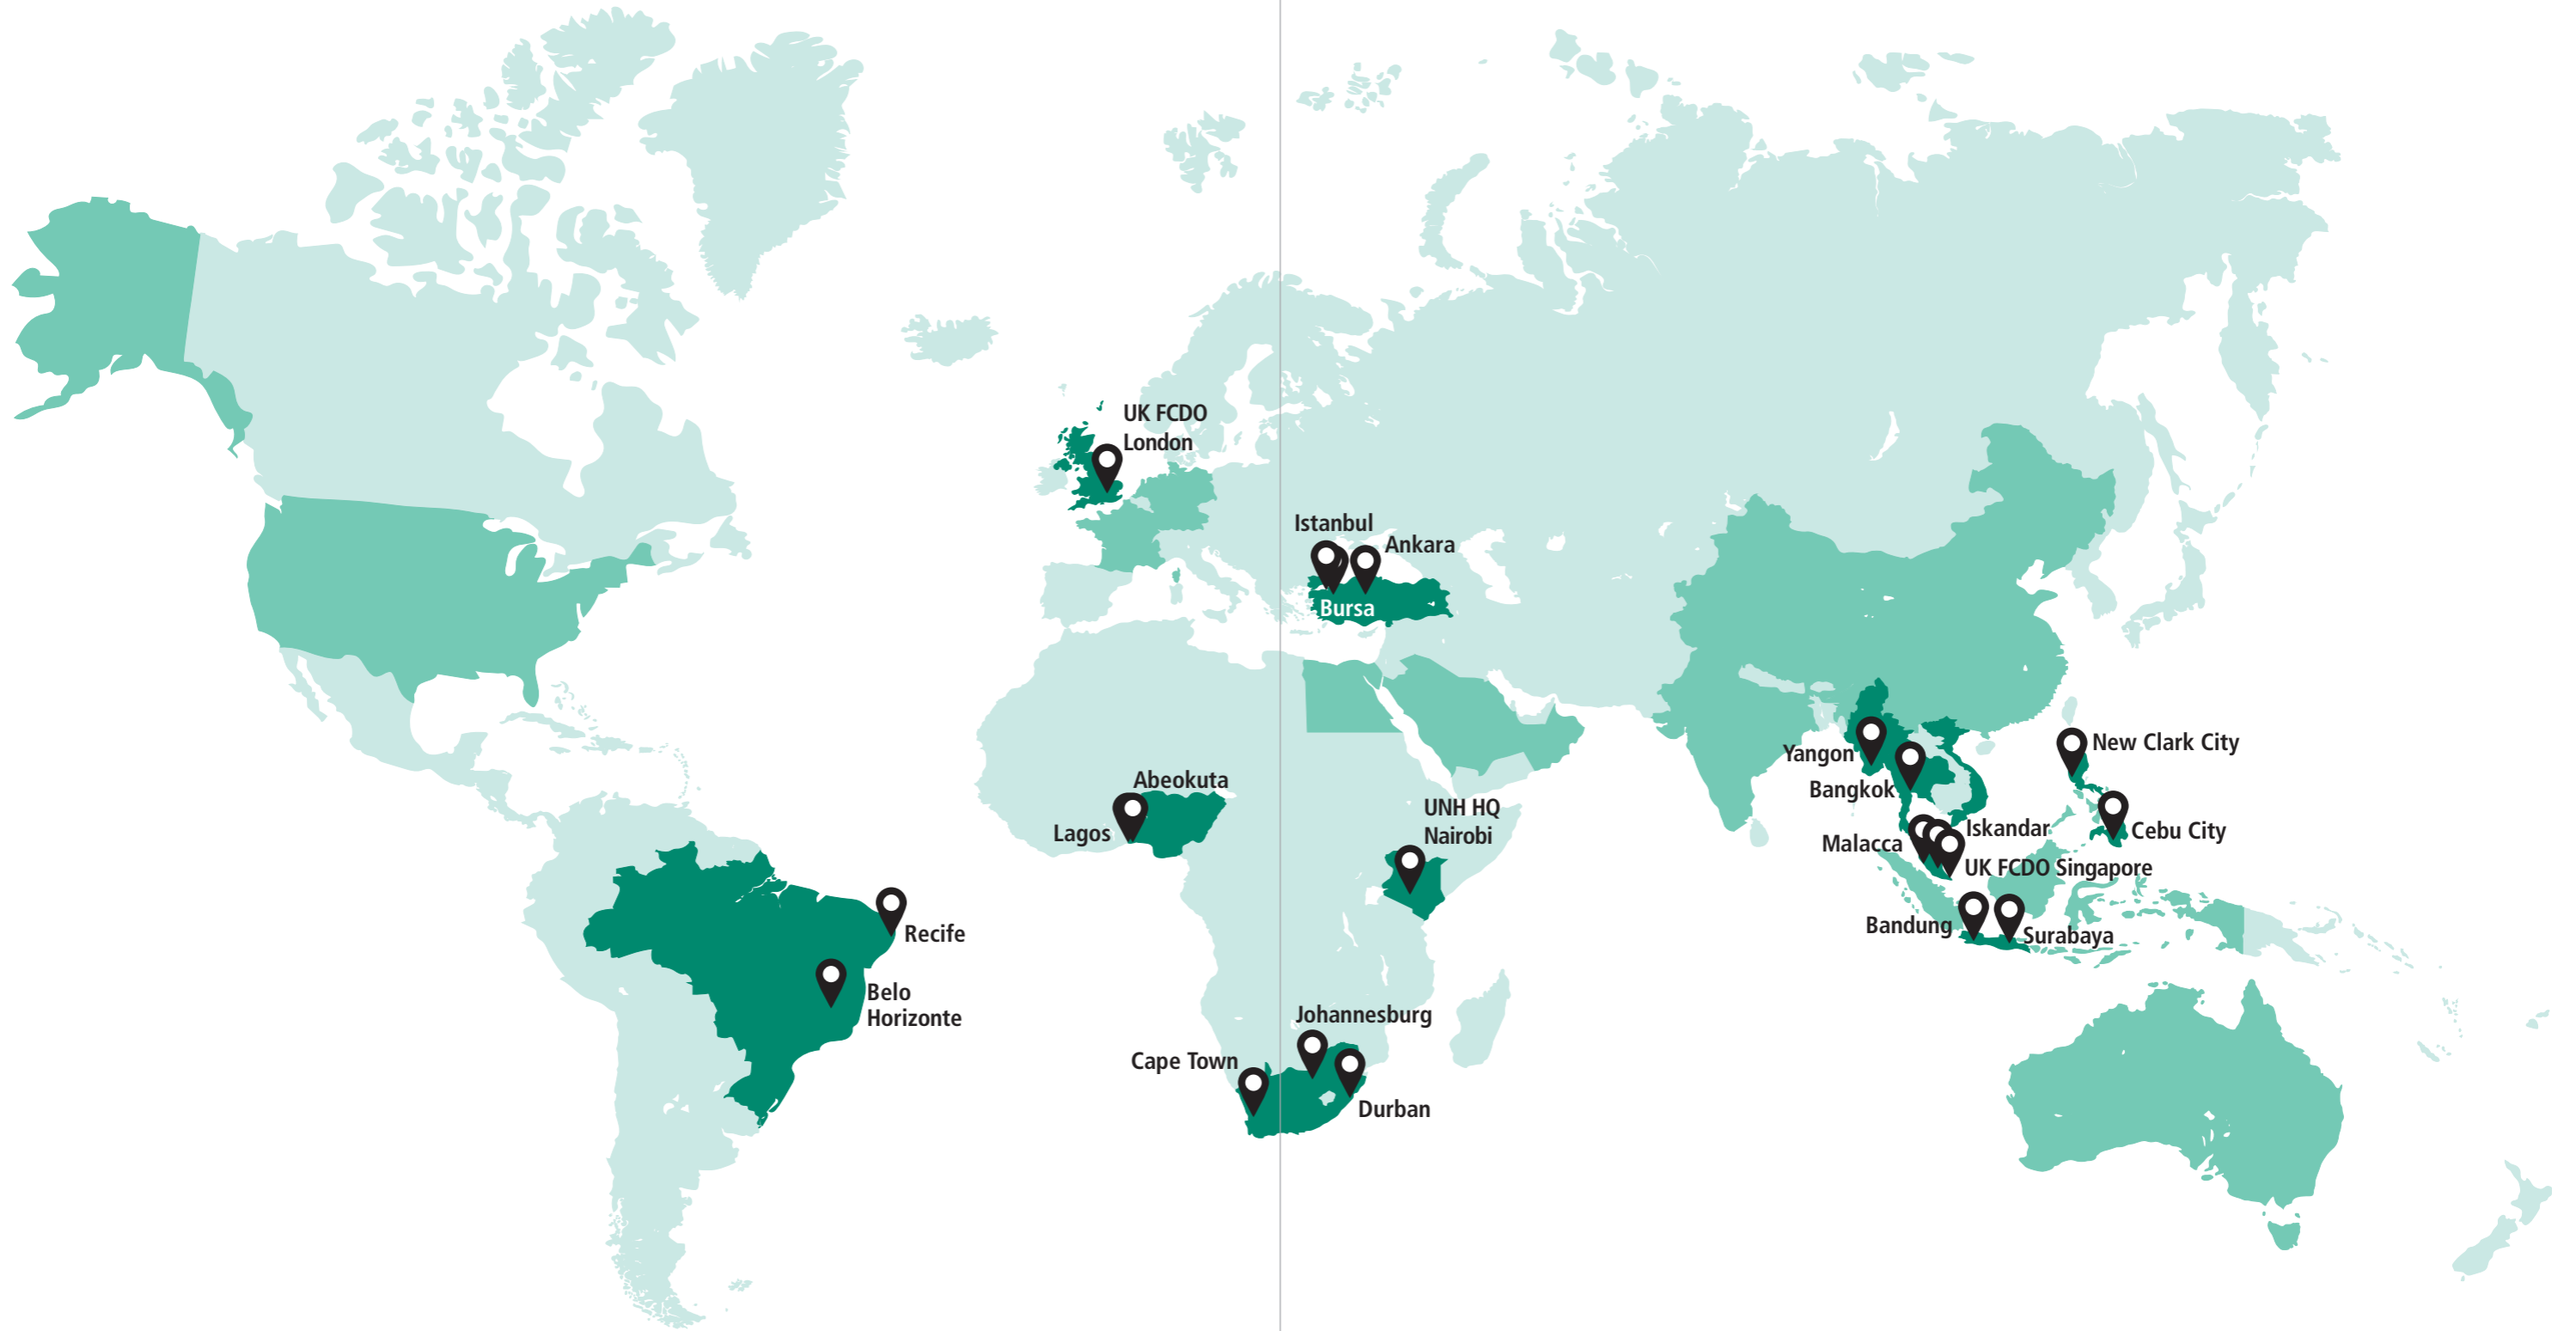 UK FCDO
London
Istanbul
Ankara
Bursa
Abeokuta
Lagos
UNH HQ
Nairobi
Recife
Belo
Horizonte
Johannesburg
Cape Town
Durban
Yangon
Bangkok
New Clark City
Cebu City
Iskandar
Malacca
UK FCDO Singapore
Bandung
Surabaya